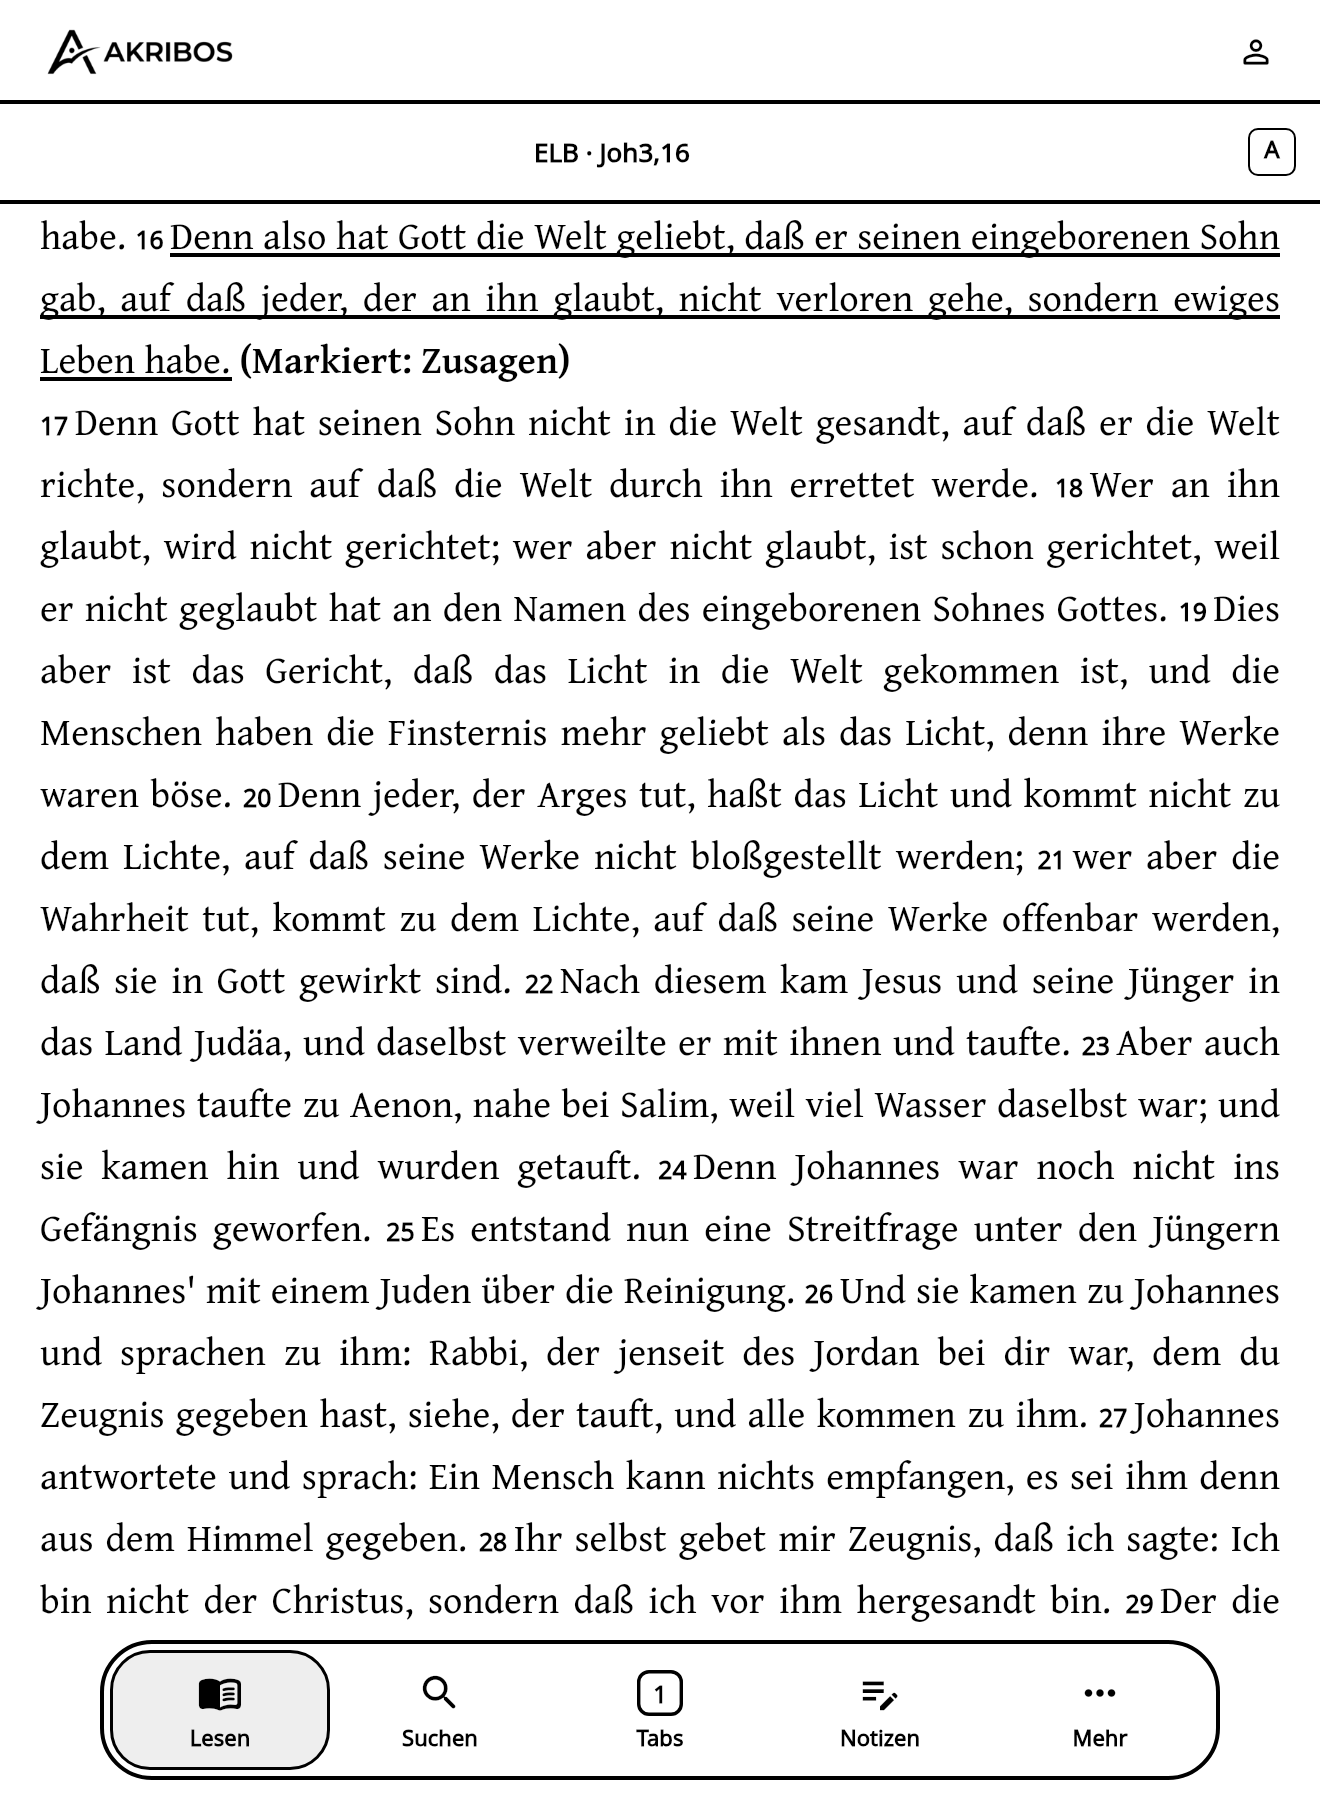 AKRIBOS
ELB · Joh3,16
A
habe. 16 Denn also hat Gott die Welt geliebt, daß er seinen eingeborenen Sohn
gab, auf daß jeder, der an ihn glaubt, nicht verloren gehe, sondern ewiges
Leben habe. (Markiert: Zusagen)
17 Denn Gott hat seinen Sohn nicht in die Welt gesandt, auf daß er die Welt
richte, sondern auf daß die Welt durch ihn errettet werde. 18 Wer an ihn
glaubt, wird nicht gerichtet; wer aber nicht glaubt, ist schon gerichtet, weil
er nicht geglaubt hat an den Namen des eingeborenen Sohnes Gottes. 19 Dies
aber ist das Gericht, daß das Licht in die Welt gekommen ist, und die
Menschen haben die Finsternis mehr geliebt als das Licht, denn ihre Werke
waren böse. 20 Denn jeder, der Arges tut, haßt das Licht und kommt nicht zu
dem Lichte, auf daß seine Werke nicht bloßgestellt werden; 21 wer aber die
Wahrheit tut, kommt zu dem Lichte, auf daß seine Werke offenbar werden,
daß sie in Gott gewirkt sind. 22 Nach diesem kam Jesus und seine Jünger in
das Land Judäa, und daselbst verweilte er mit ihnen und taufte. 23 Aber auch
Johannes taufte zu Aenon, nahe bei Salim, weil viel Wasser daselbst war; und
sie kamen hin und wurden getauft. 24 Denn Johannes war noch nicht ins
Gefängnis geworfen. 25 Es entstand nun eine Streitfrage unter den Jüngern
Johannes' mit einem Juden über die Reinigung. 26 Und sie kamen zu Johannes
und sprachen zu ihm: Rabbi, der jenseit des Jordan bei dir war, dem du
Zeugnis gegeben hast, siehe, der tauft, und alle kommen zu ihm. 27 Johannes
antwortete und sprach: Ein Mensch kann nichts empfangen, es sei ihm denn
aus dem Himmel gegeben. 28 Ihr selbst gebet mir Zeugnis, daß ich sagte: Ich
bin nicht der Christus, sondern daß ich vor ihm hergesandt bin. 29 Der die
1
Lesen Suchen Tabs Notizen Mehr